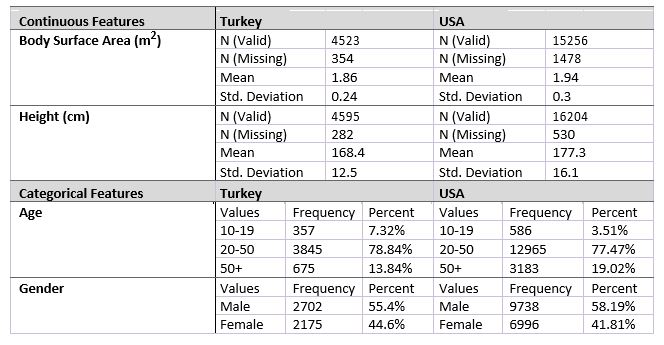 Continuous Features Turkey USA
Body Surface Area (m2) N (Valid) 4523 N (Valid) 15256
N (Missing) 354 N (Missing) 1478
Mean 1.86 Mean 1.94
Std. Deviation 0.24 Std. Deviation 0.3
Height (cm) N (Valid) 4595 N (Valid) 16204
N (Missing) 282 N (Missing) 530
Mean 168.4 Mean 177.3
Std. Deviation 12.5 Std. Deviation 16.1
Categorical Features Turkey USA
Age Values Frequency Percent Values Frequency Percent
10-19 357 7.32% 10-19 586 3.51%
20-50 3845 78.84% 20-50 12965 77.47%
50+ 675 13.84% 50+ 3183 19.02%
Gender Values Frequency Percent Values Frequency Percent
Male 2702 55.4% Male 9738 58.19%
Female 2175 44.6% Female 6996 41.81%